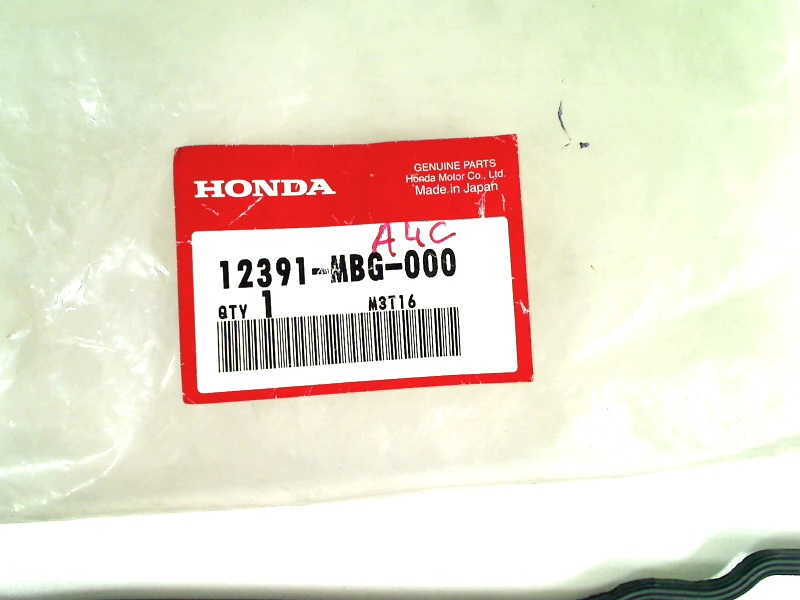 GENUINE PARTS
HONDA
Honda Motor Co., Ltd.
Made in Japan
A4C
12391-MBG-000
QTY 1 M3T16